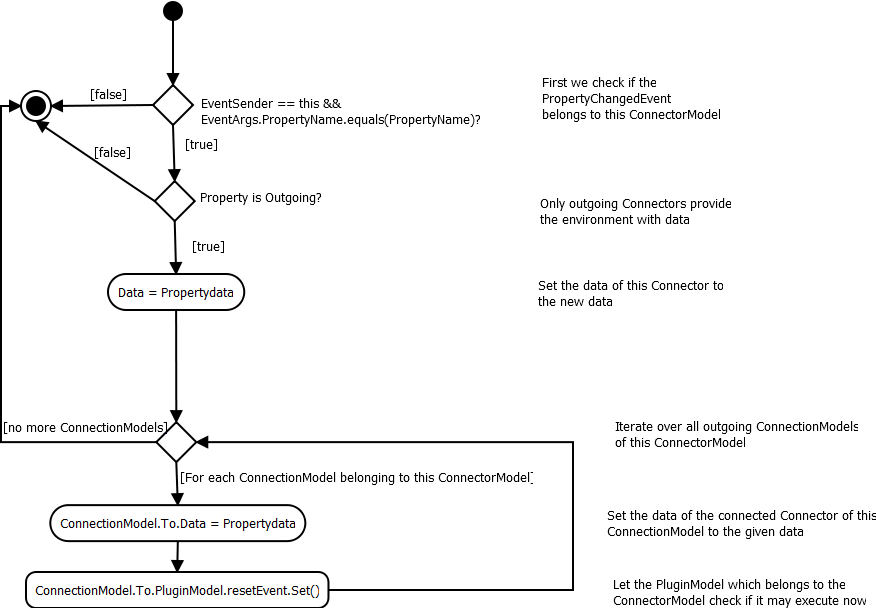 [false]
EventSender == this &&
EventArgs.PropertyName.equals(PropertyName)?
First we check if the
PropertyChangedEvent
belongs to this ConnectorModel
[true]
[false]
Property is Outgoing?
Only outgoing Connectors provide
the environment with data
[true]
Data = Propertydata
Set the data of this Connector to
the new data
[no more ConnectionModels]
Iterate over all outgoing ConnectionModels
of this ConnectorModel
[For each ConnectionModel belonging to this ConnectorModel]
ConnectionModel.To.Data = Propertydata
Set the data of the connected Connector of this
ConnectionModel to the given data
ConnectionModel.To.PluginModel.resetEvent.Set()
Let the PluginModel which belongs to the
ConnectorModel check if it may execute now